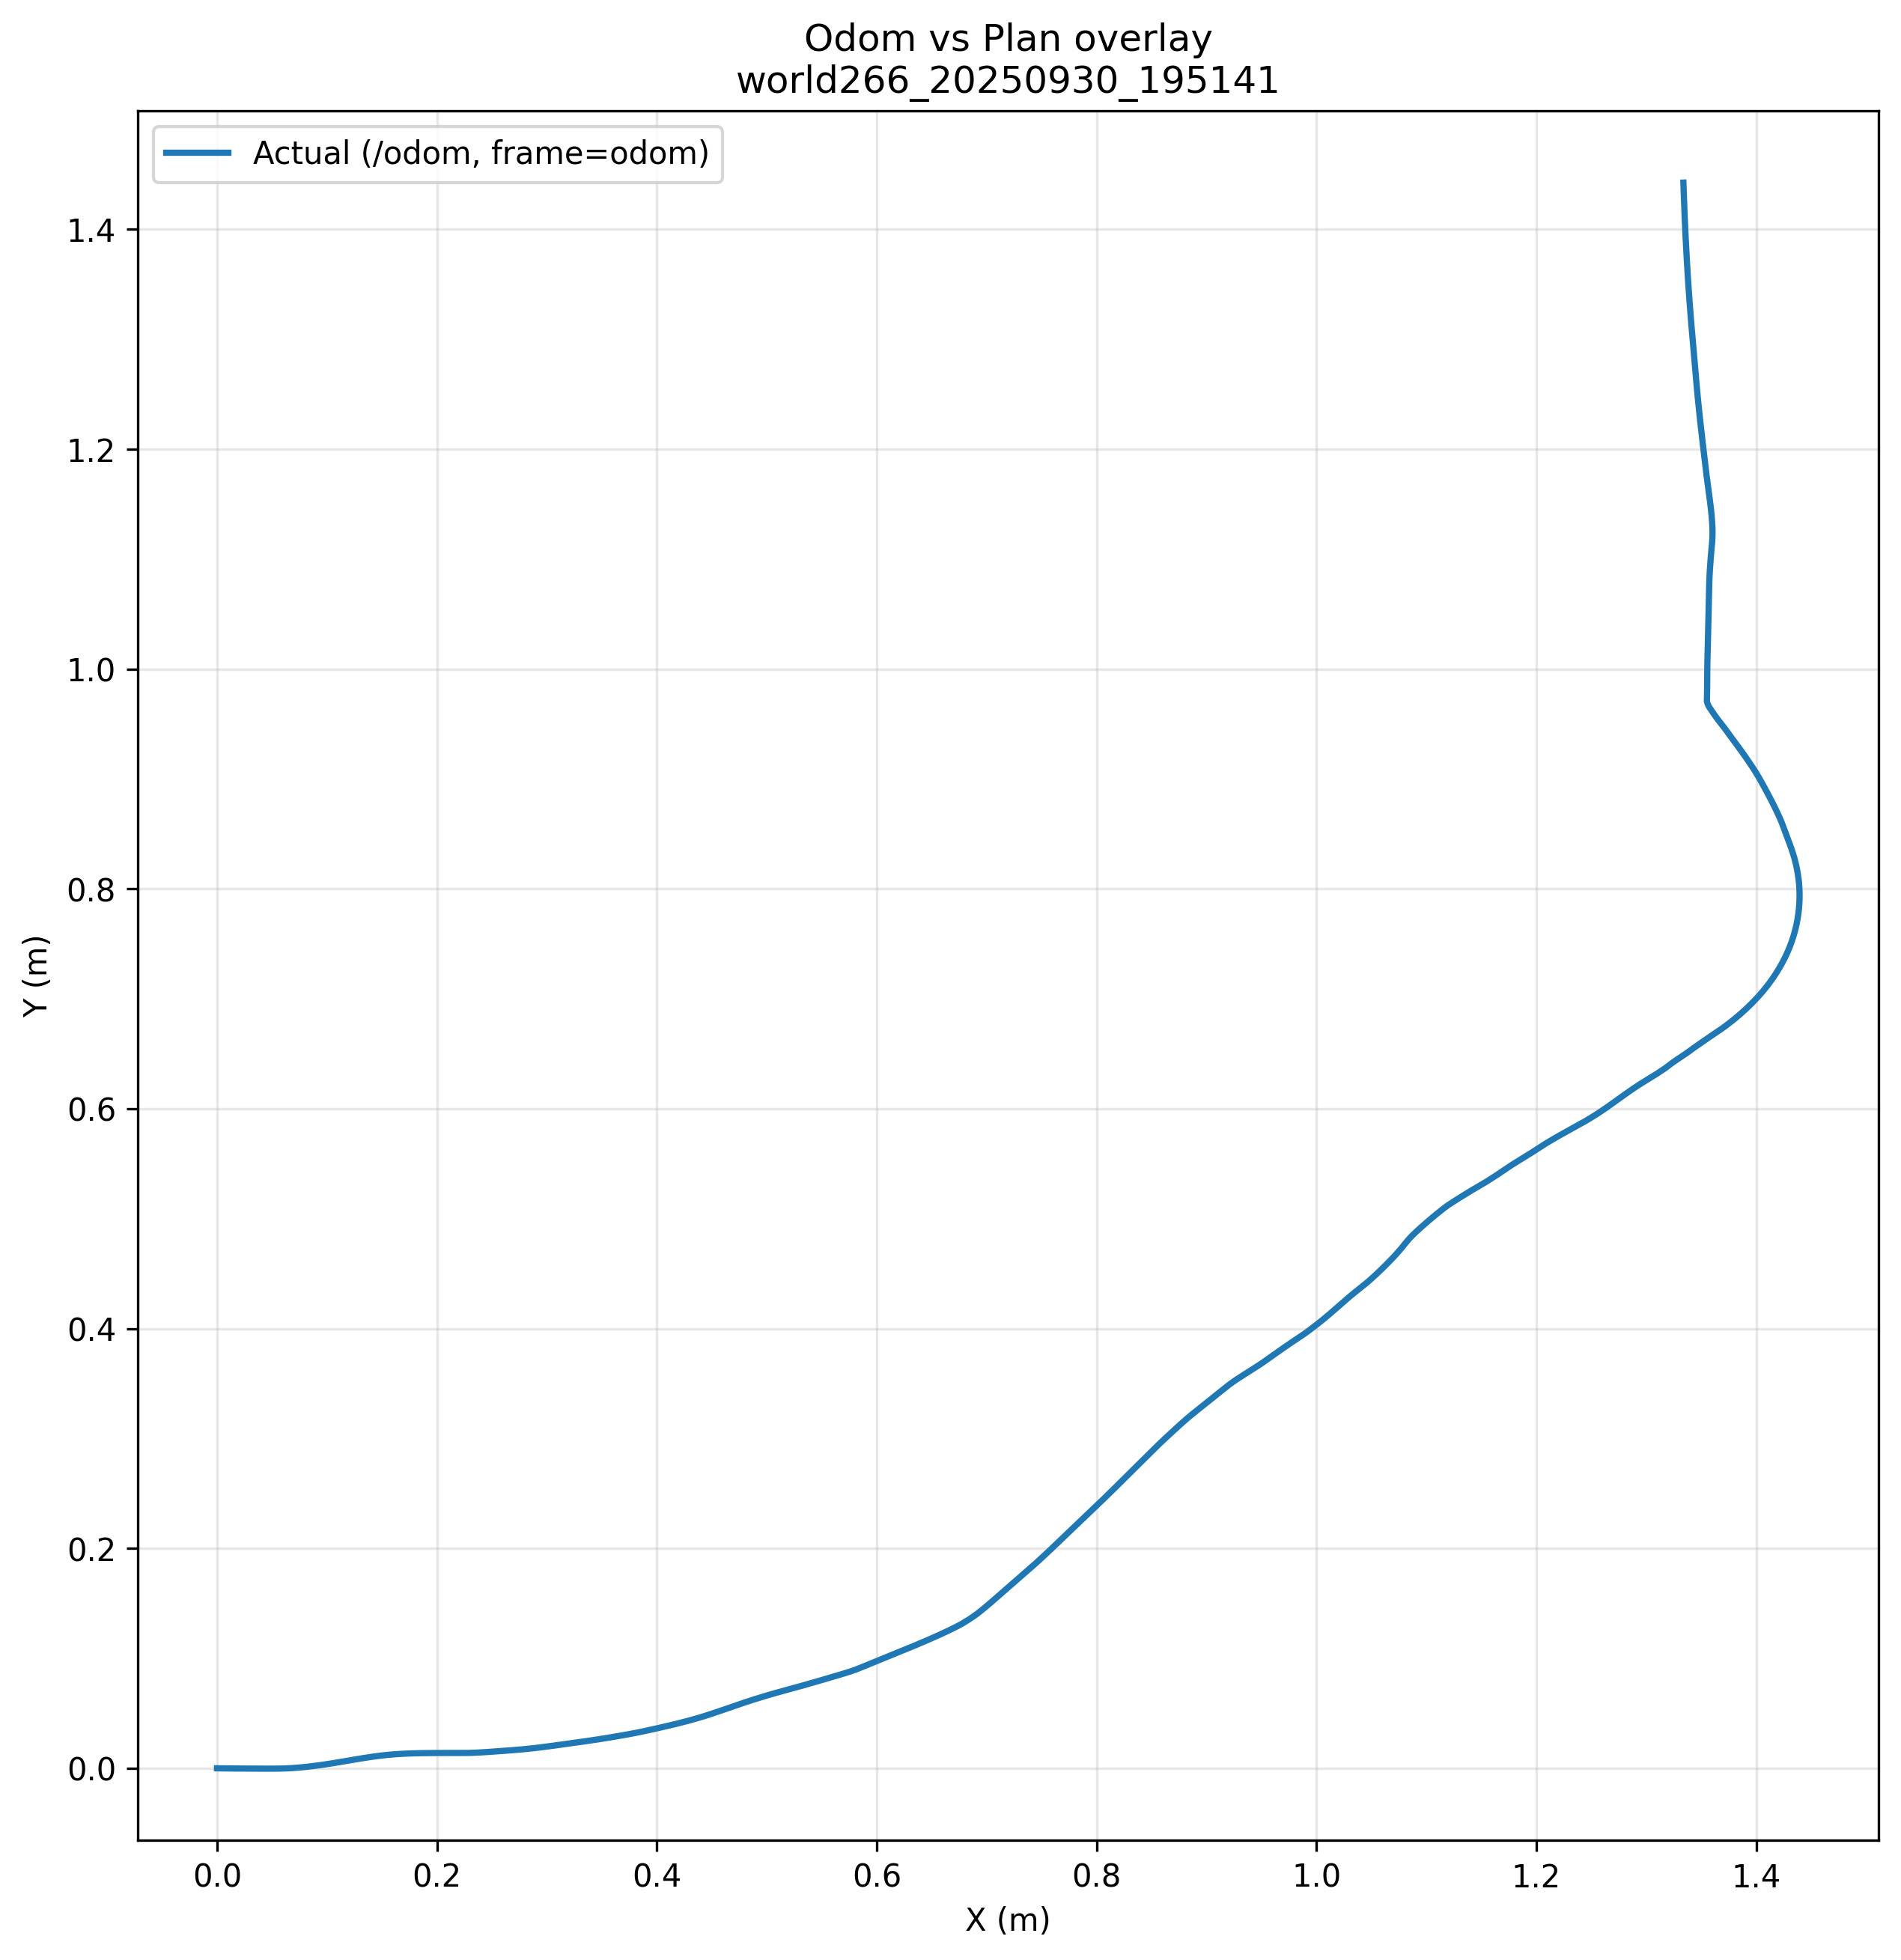 Odom vs Plan overlay
world266_20250930_195141
Actual (/odom, frame=odom)
1.4
1.2
1.0
0.8
0.6
0.4
0.2
0.0
Y (m)
0.0 0.2 0.4 0.6 0.8 1.0 1.2 1.4
X (m)